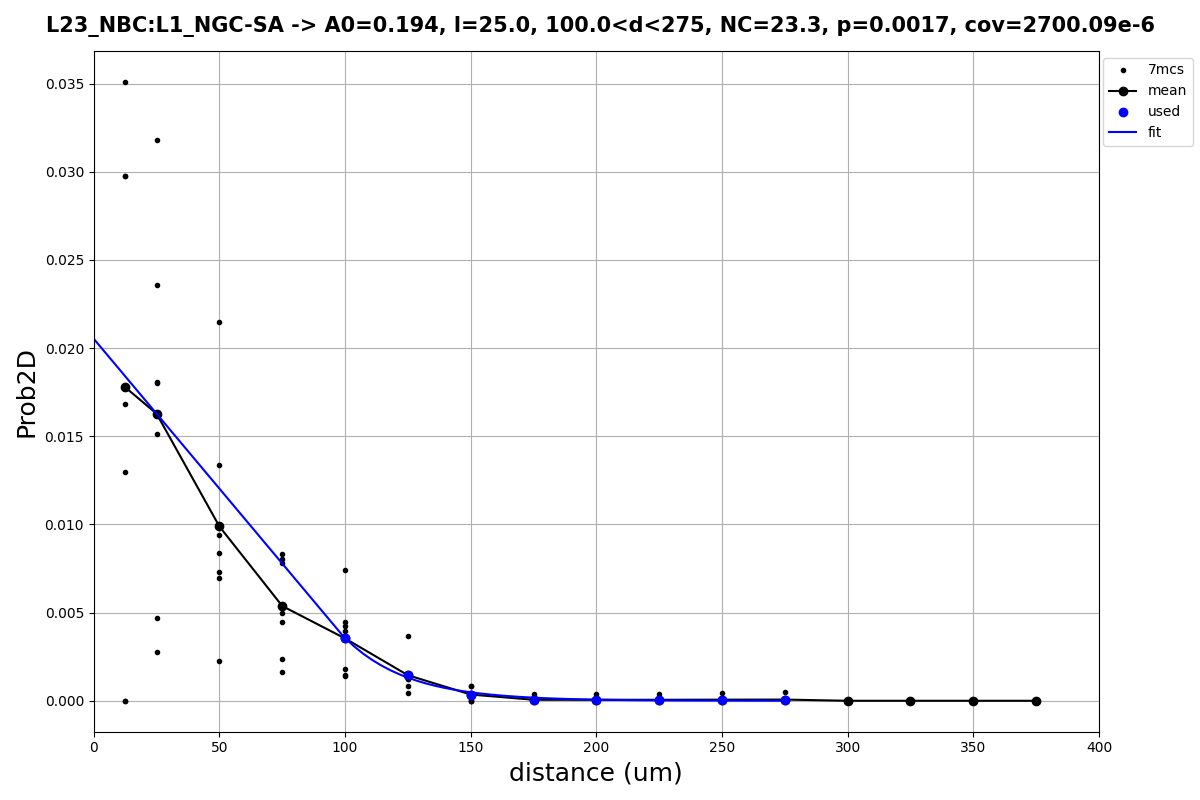 L23_NBC:L1_NGC-SA -> A0=0.194, l=25.0, 100.0<d<275, NC=23.3, p=0.0017, cov=2700.09e-6
7mcs
mean
used
fit
Prob2D
0.035
0.030
0.025
0.020
0.015
0.010
0.005
0.000
0 50 100 150 200 250 300 350 400
distance (um)